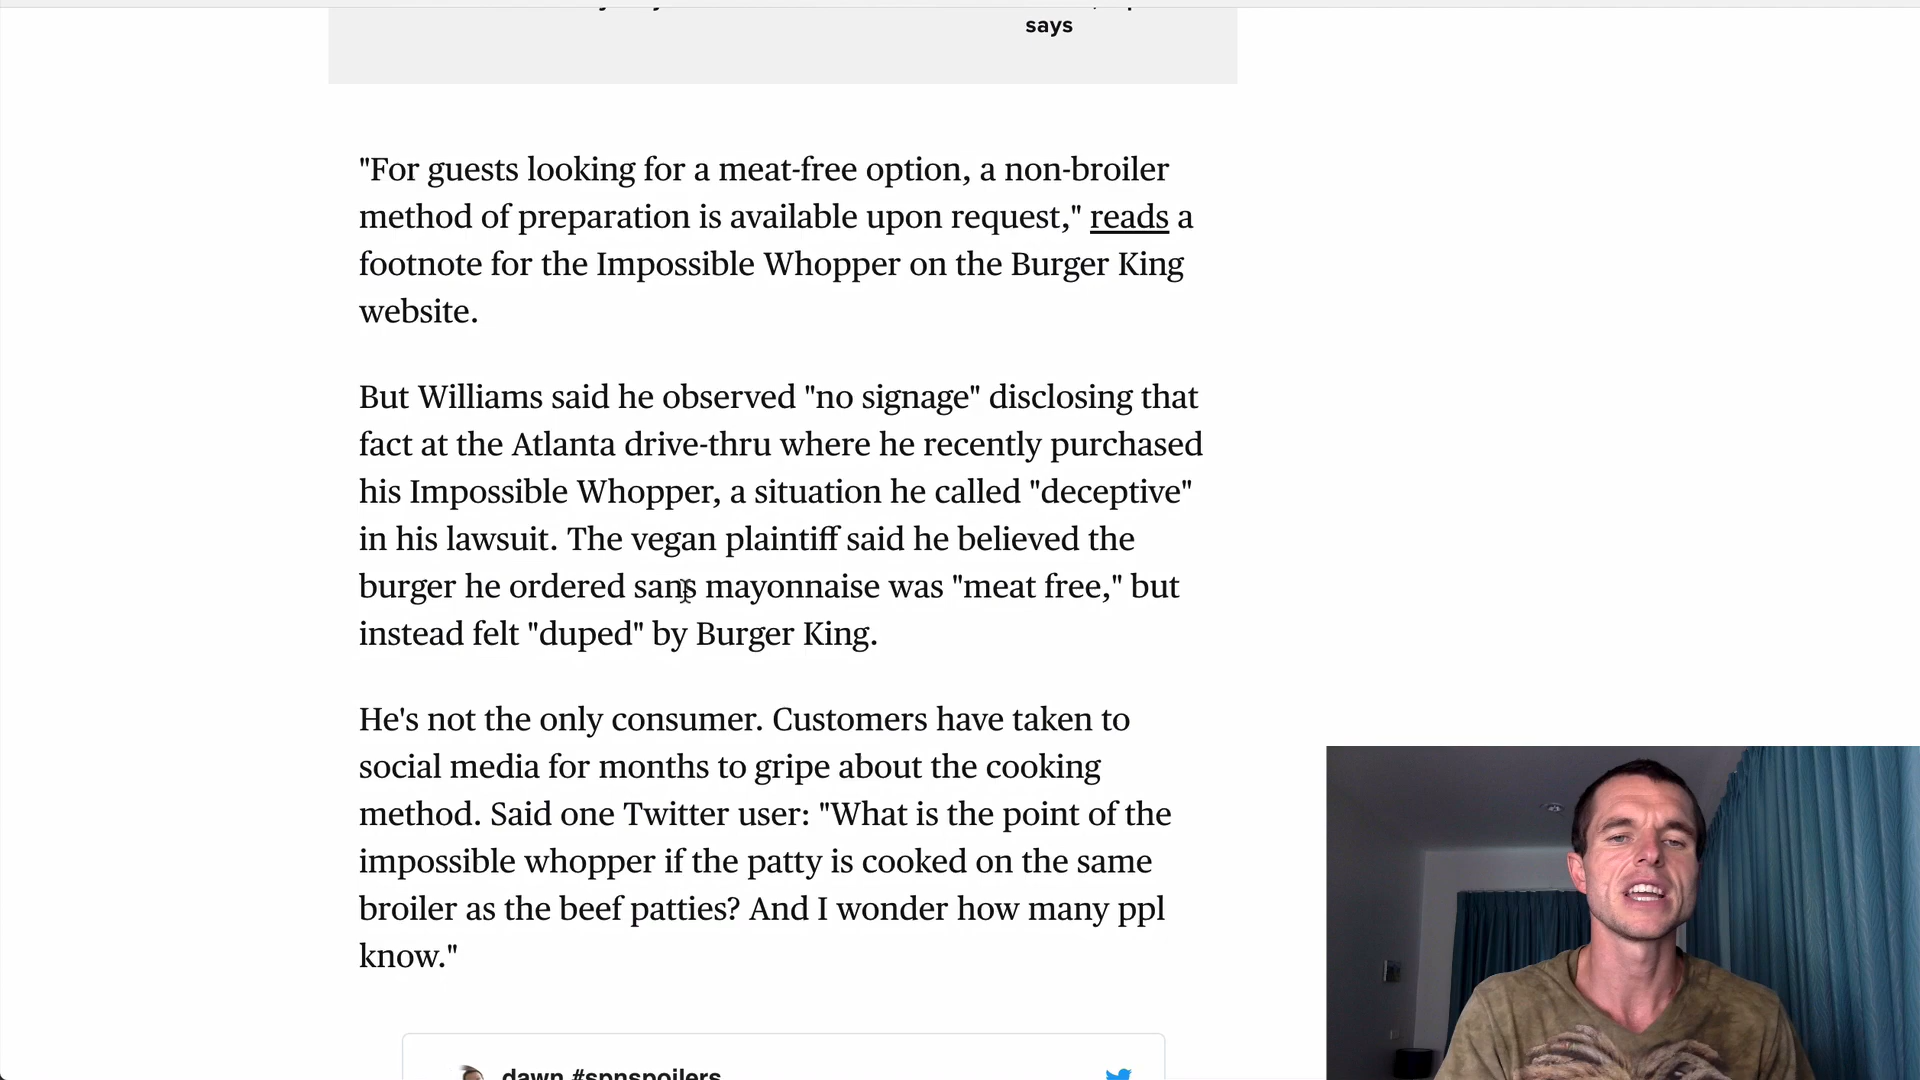 says
"For guests looking for a meat-free option, a non-broiler
method of preparation is available upon request," reads a
footnote for the Impossible Whopper on the Burger King
website.
But Williams said he observed "no signage" disclosing that
fact at the Atlanta drive-thru where he recently purchased
his Impossible Whopper, a situation he called "deceptive"
in his lawsuit. The vegan plaintiff said he believed the
burger he ordered sans mayonnaise was "meat free," but
instead felt "duped" by Burger King.
He's not the only consumer. Customers have taken to
social media for months to gripe about the cooking
method. Said one Twitter user: "What is the point of the
impossible whopper if the patty is cooked on the same
broiler as the beef patties? And I wonder how many ppl
know."
dawn #spnspoilers